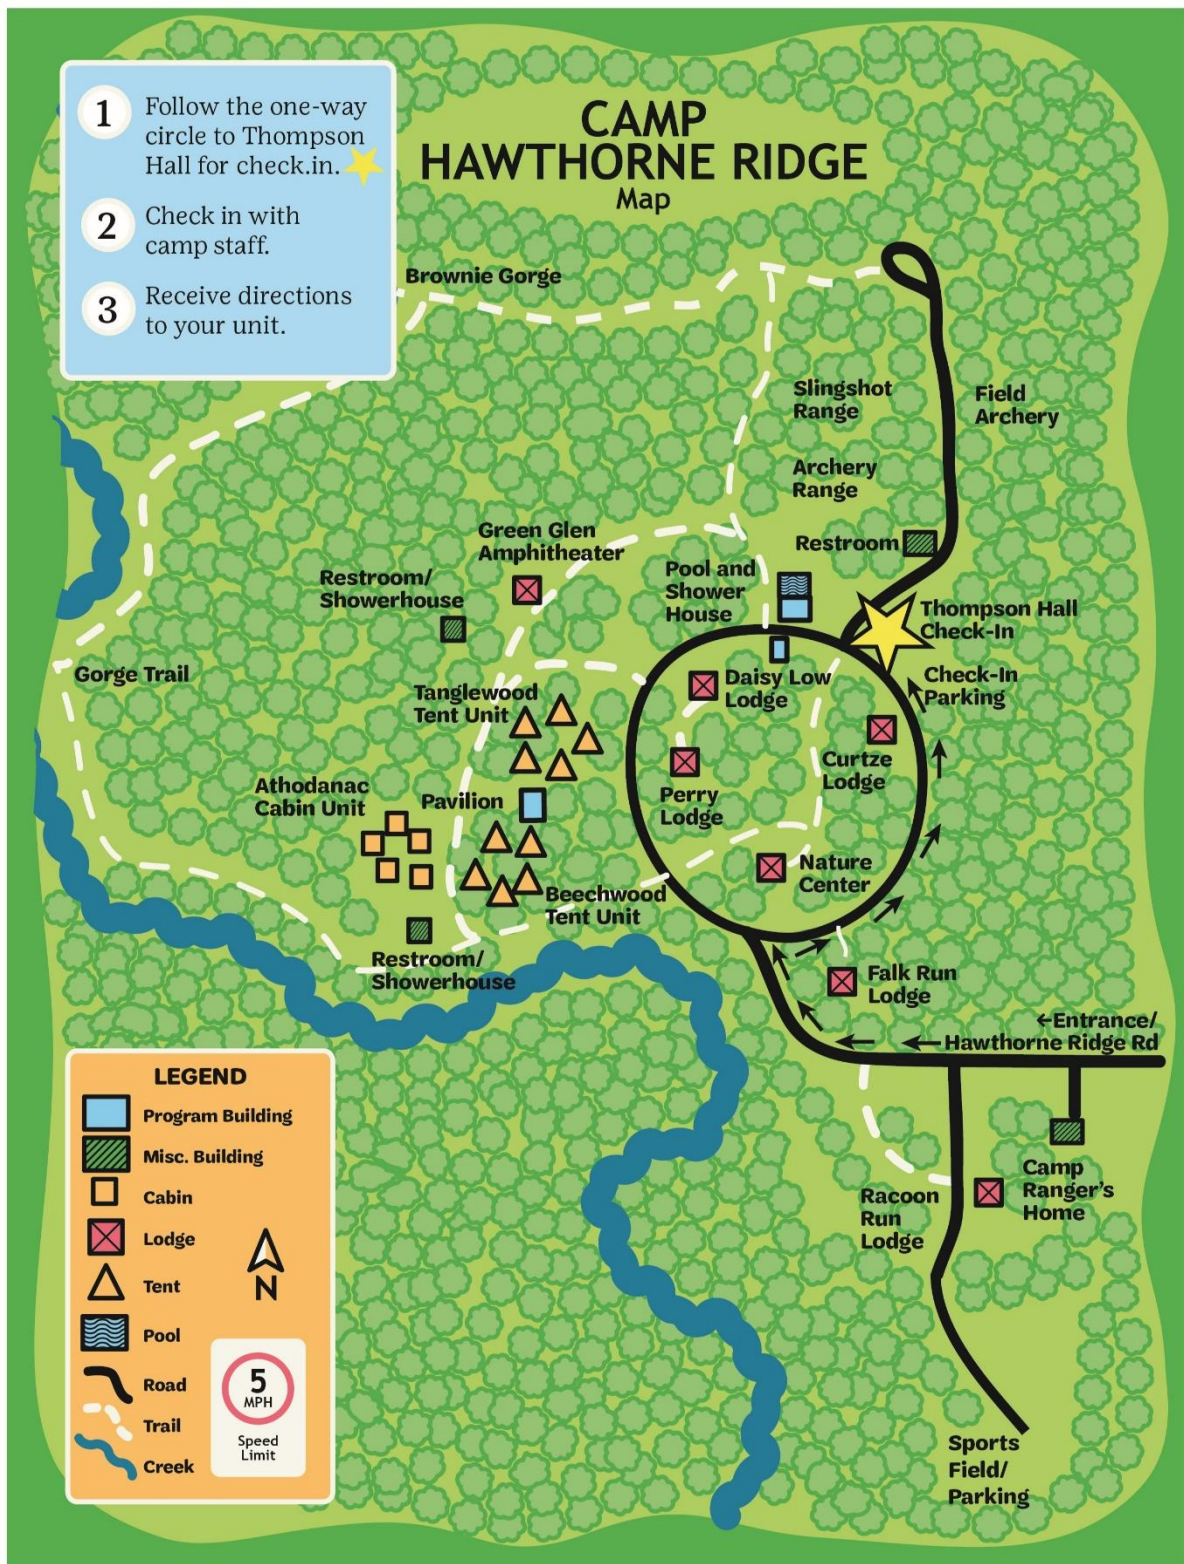 1 Follow the one-way
circle to Thompson
Hall for check.in.
2 Check in with
camp staff.
3 Receive directions
to your unit.
CAMP
HAWTHORNE RIDGE
Map
Brownie Gorge
Slingshot
Range
Field
Archery
Archery
Range
Green Glen
Amphitheater
Restroom
Restroom/
Showerhouse
Pool and
Shower
House
Thompson Hall
Check-In
Gorge Trail
Tanglewood
Tent Unit
Daisy Low
Lodge
Check-In
Parking
Athodanac
Cabin Unit
Pavilion
Perry
Lodge
Curtze
Lodge
Nature
Center
Beechwood
Tent Unit
Restroom/
Showerhouse
Falk Run
Lodge
←Entrance/
Hawthorne Ridge Rd
Racoon
Run
Lodge
Camp
Ranger's
Home
Sports
Field/
Parking
LEGEND
Program Building
Misc. Building
Cabin
Lodge
Tent
Pool
Road
Trail
Creek
N
5
MPH
Speed
Limit